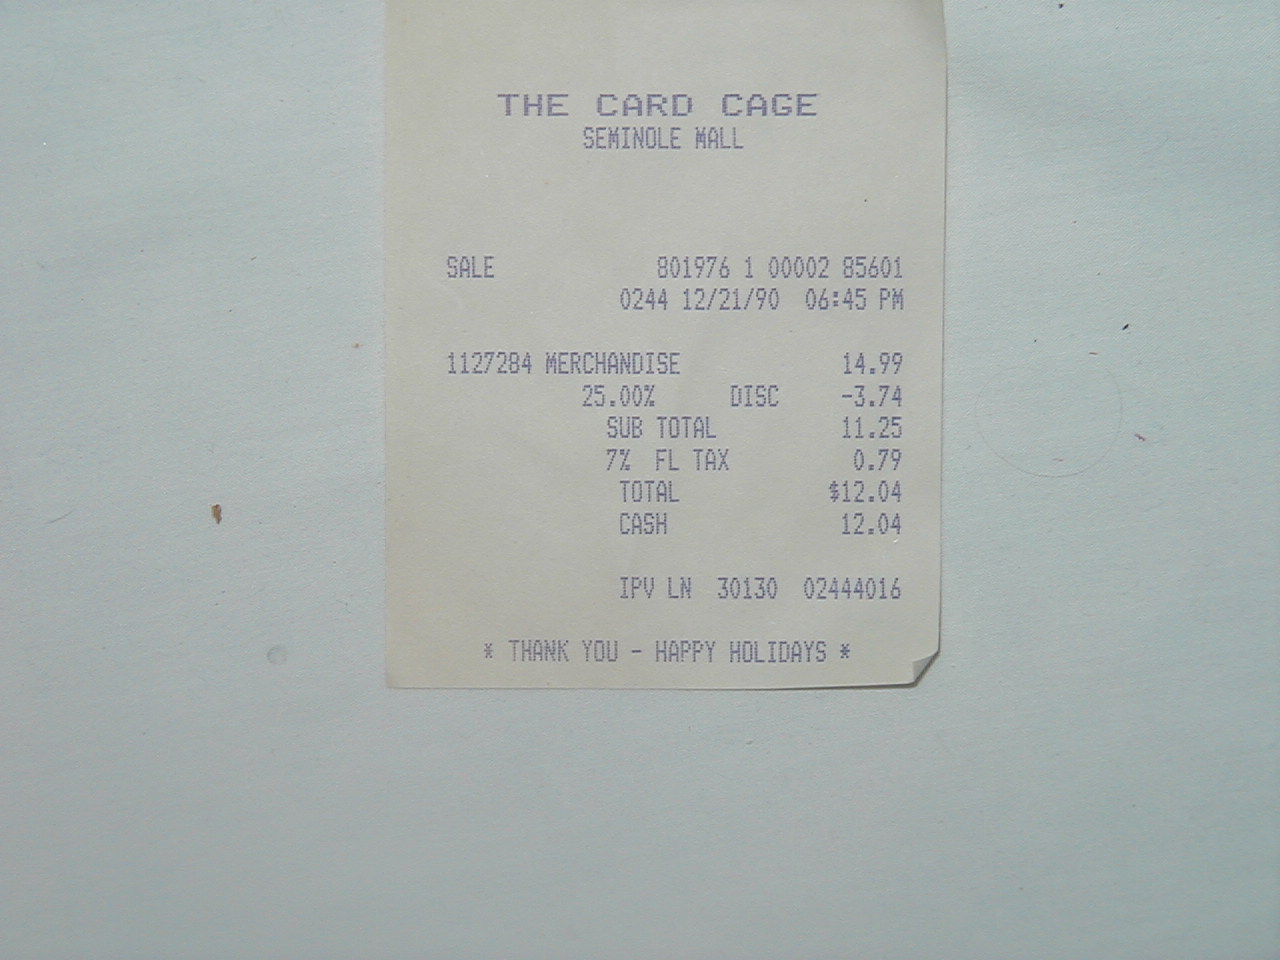 THE CARD CAGE
SEMINOLE MALL
SALE 801976 1 00002 85601
0244 12/21/90 06:45 PM
1127284 MERCHANDISE 14.99
25.00% DISC -3.74
SUB TOTAL 11.25
7% FL TAX 0.79
TOTAL $12.04
CASH 12.04
IPV LN 30130 02444016
* THANK YOU - HAPPY HOLIDAYS *